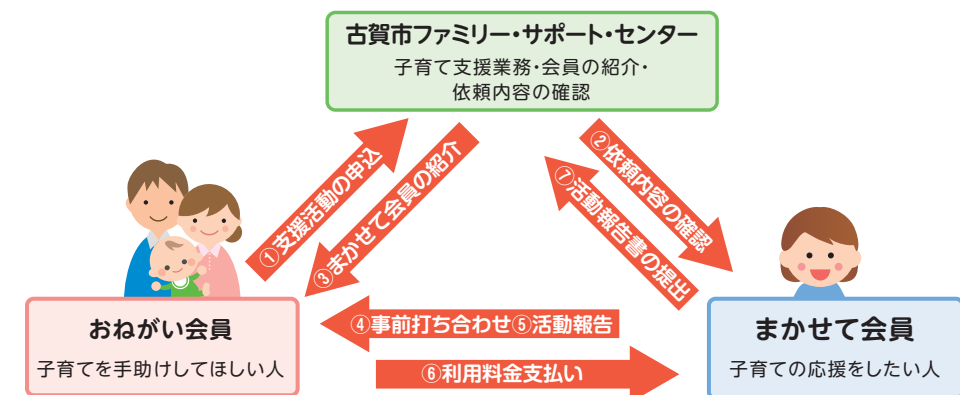 古賀市ファミリー・サポート・センター
子育て支援業務・会員の紹介・
依頼内容の確認
①支援活動の申込
③まかせて会員の紹介
②依頼内容の確認
⑦活動報告書の提出
④事前打ち合わせ⑤活動報告
⑥利用料金支払い
おねがい会員
子育てを手助けしてほしい人
まかせて会員
子育ての応援をしたい人